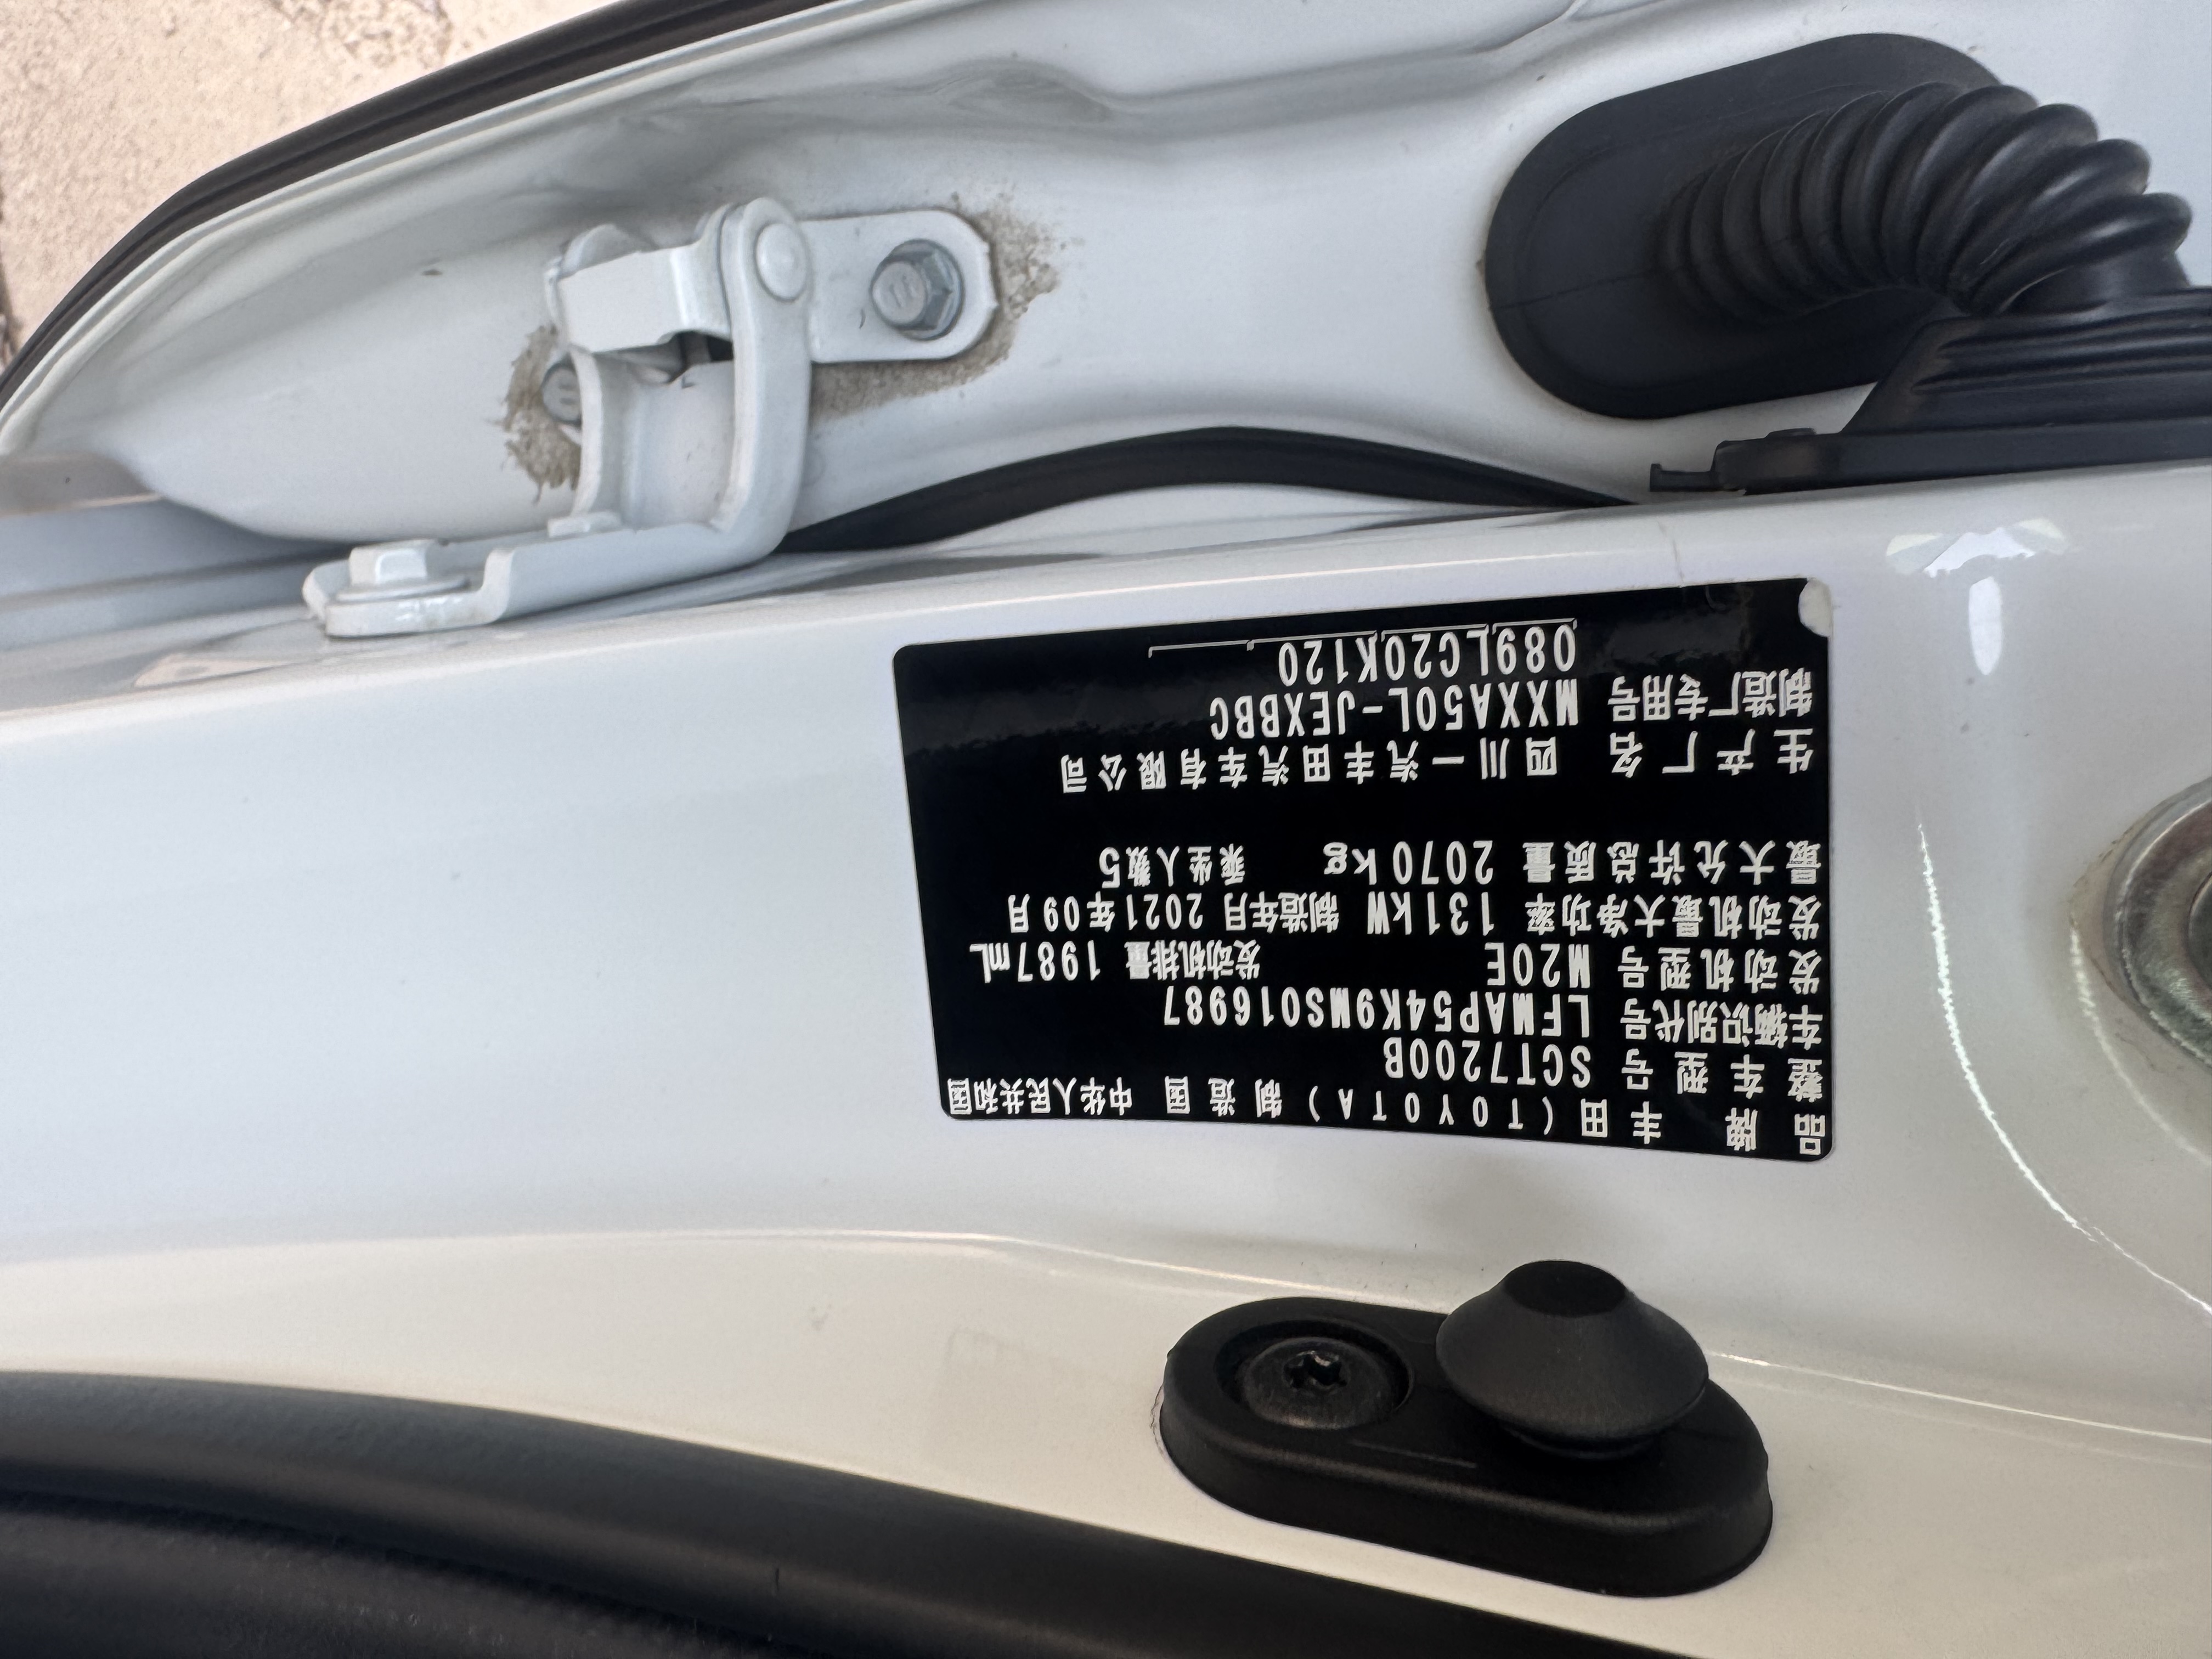 品牌 丰田(TOYOTA) 制造国 中华人民共和国
整车型号 SCT7200B
车辆识别代号 LFMAP54K9MS016987
发动机型号 M20E 发动机排量 1987mL
发动机最大净功率 131kW 制造年月 2021年09月
最大允许总质量 2070kg 乘坐人数5
生产厂名 四川一汽丰田汽车有限公司
制造厂专用号 MXXA50L-JEXBBC
089LC20K120